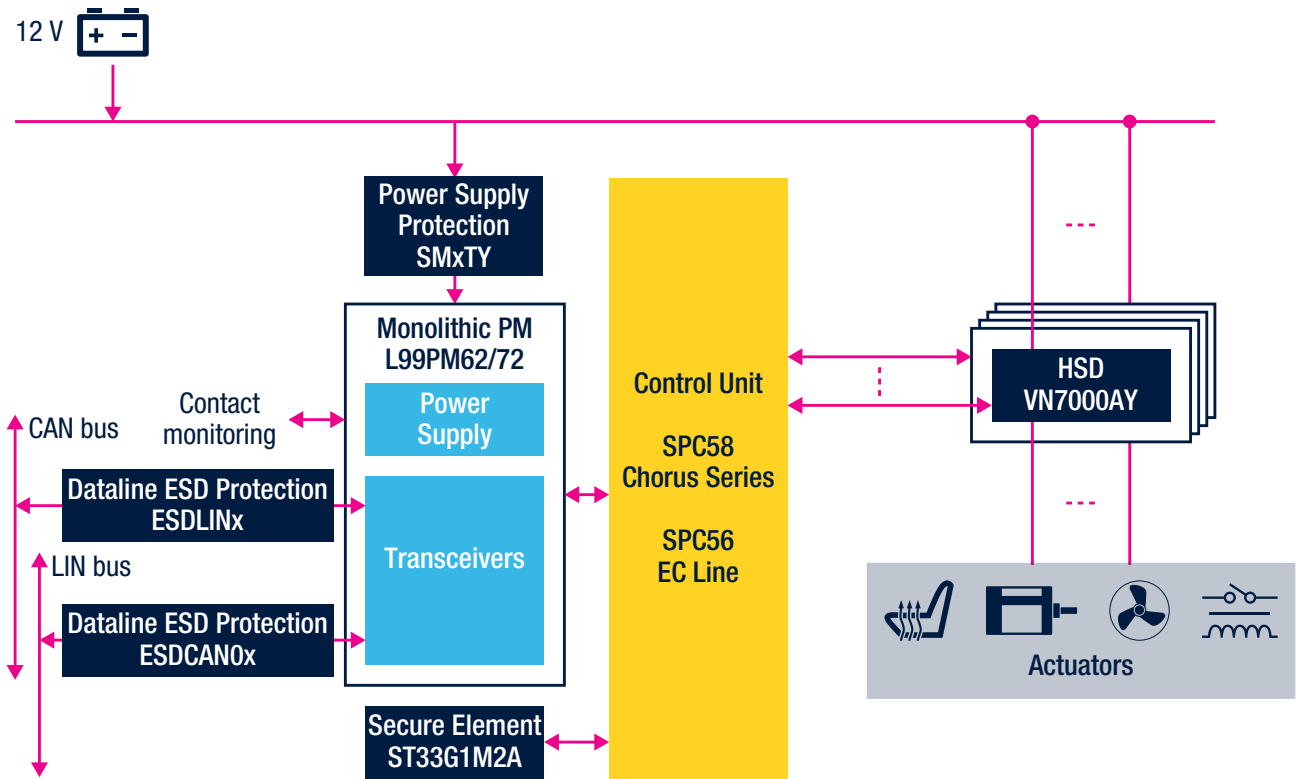 12 V
Power Supply
Protection
SMxTY
Monolithic PM
L99PM62/72
Power
Supply
Transceivers
Contact
monitoring
CAN bus
Dataline ESD Protection
ESDLINx
LIN bus
Dataline ESD Protection
ESDCAN0x
Secure Element
ST33G1M2A
Control Unit
SPC58
Chorus Series
SPC56
EC Line
HSD
VN7000AY
Actuators